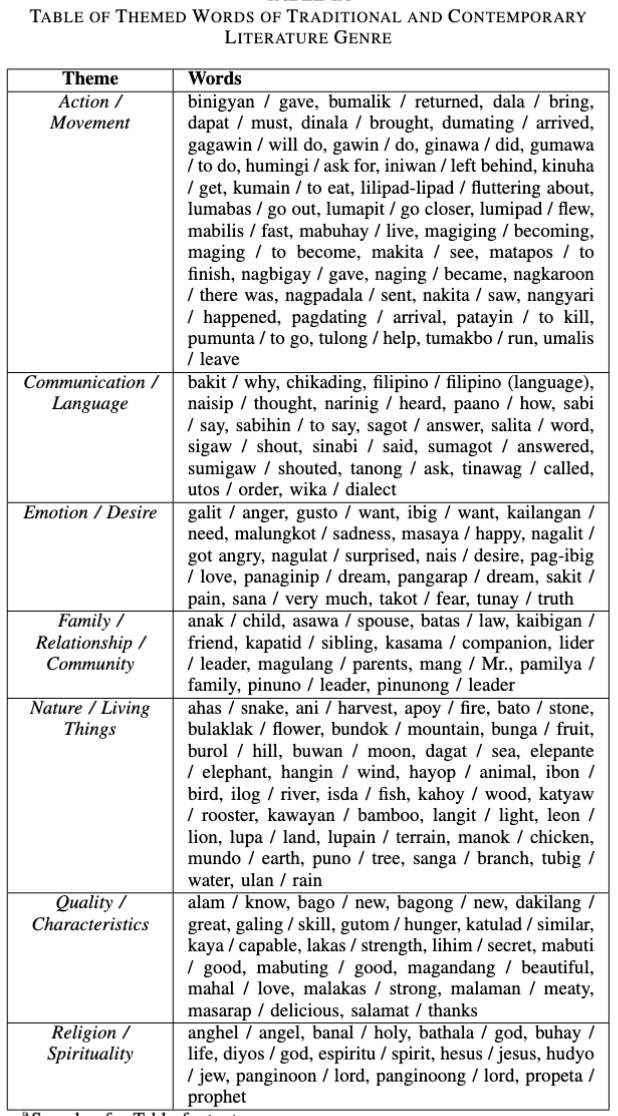 TABLE OF THEMED WORDS OF TRADITIONAL AND CONTEMPORARY
LITERATURE GENRE
Theme Words
Action / binigyan / gave, bumalik / returned, dala / bring,
Movement dapat / must, dinala / brought, dumating / arrived,
gagawin / will do, gawin / do, ginawa / did, gumawa
/ to do, humingi / ask for, iniwan / left behind, kinuha
/ get, kumain / to eat, lilipad-lipad / fluttering about,
lumabas / go out, lumapit / go closer, lumipad / flew,
mabilis / fast, mabuhay / live, magiging / becoming,
maging / to become, makita / see, matapos / to
finish, nagbigay / gave, naging / became, nagkaroon
/ there was, nagpadala / sent, nakita / saw, nangyari
/ happened, pagdating / arrival, patayin / to kill,
pumunta / to go, tulong / help, tumakbo / run, umalis
/ leave
Communication / bakit / why, chikading, filipino / filipino (language),
Language naisip / thought, narinig / heard, paano / how, sabi
/ say, sabihin / to say, sagot / answer, salita / word,
sigaw / shout, sinabi / said, sumagot / answered,
sumigaw / shouted, tanong / ask, tinawag / called,
utos / order, wika / dialect
Emotion / Desire galit / anger, gusto / want, ibig / want, kailangan /
need, malungkot / sadness, masaya / happy, nagalit /
got angry, nagulat / surprised, nais / desire, pag-ibig
/ love, panaginip / dream, pangarap / dream, sakit /
pain, sana / very much, takot / fear, tunay / truth
Family / anak / child, asawa / spouse, batas / law, kaibigan /
Relationship / friend, kapatid / sibling, kasama / companion, lider
Community / leader, magulang / parents, mang / Mr., pamilya /
family, pinuno / leader, pinunong / leader
Nature / Living ahas / snake, ani / harvest, apoy / fire, bato / stone,
Things bulaklak / flower, bundok / mountain, bunga / fruit,
burol / hill, buwan / moon, dagat / sea, elepante
/ elephant, hangin / wind, hayop / animal, ibon /
bird, ilog / river, isda / fish, kahoy / wood, katyaw
/ rooster, kawayan / bamboo, langit / light, leon /
lion, lupa / land, lupain / terrain, manok / chicken,
mundo / earth, puno / tree, sanga / branch, tubig /
water, ulan / rain
Quality / alam / know, bago / new, bagong / new, dakilang /
Characteristics great, galing / skill, gutom / hunger, katulad / similar,
kaya / capable, lakas / strength, lihim / secret, mabuti
/ good, mabuting / good, magandang / beautiful,
mahal / love, malakas / strong, malaman / meaty,
masarap / delicious, salamat / thanks
Religion / anghel / angel, banal / holy, bathala / god, buhay /
Spirituality life, diyos / god, espiritu / spirit, hesus / jesus, hudyo
/ jew, panginoon / lord, panginoong / lord, propeta /
prophet